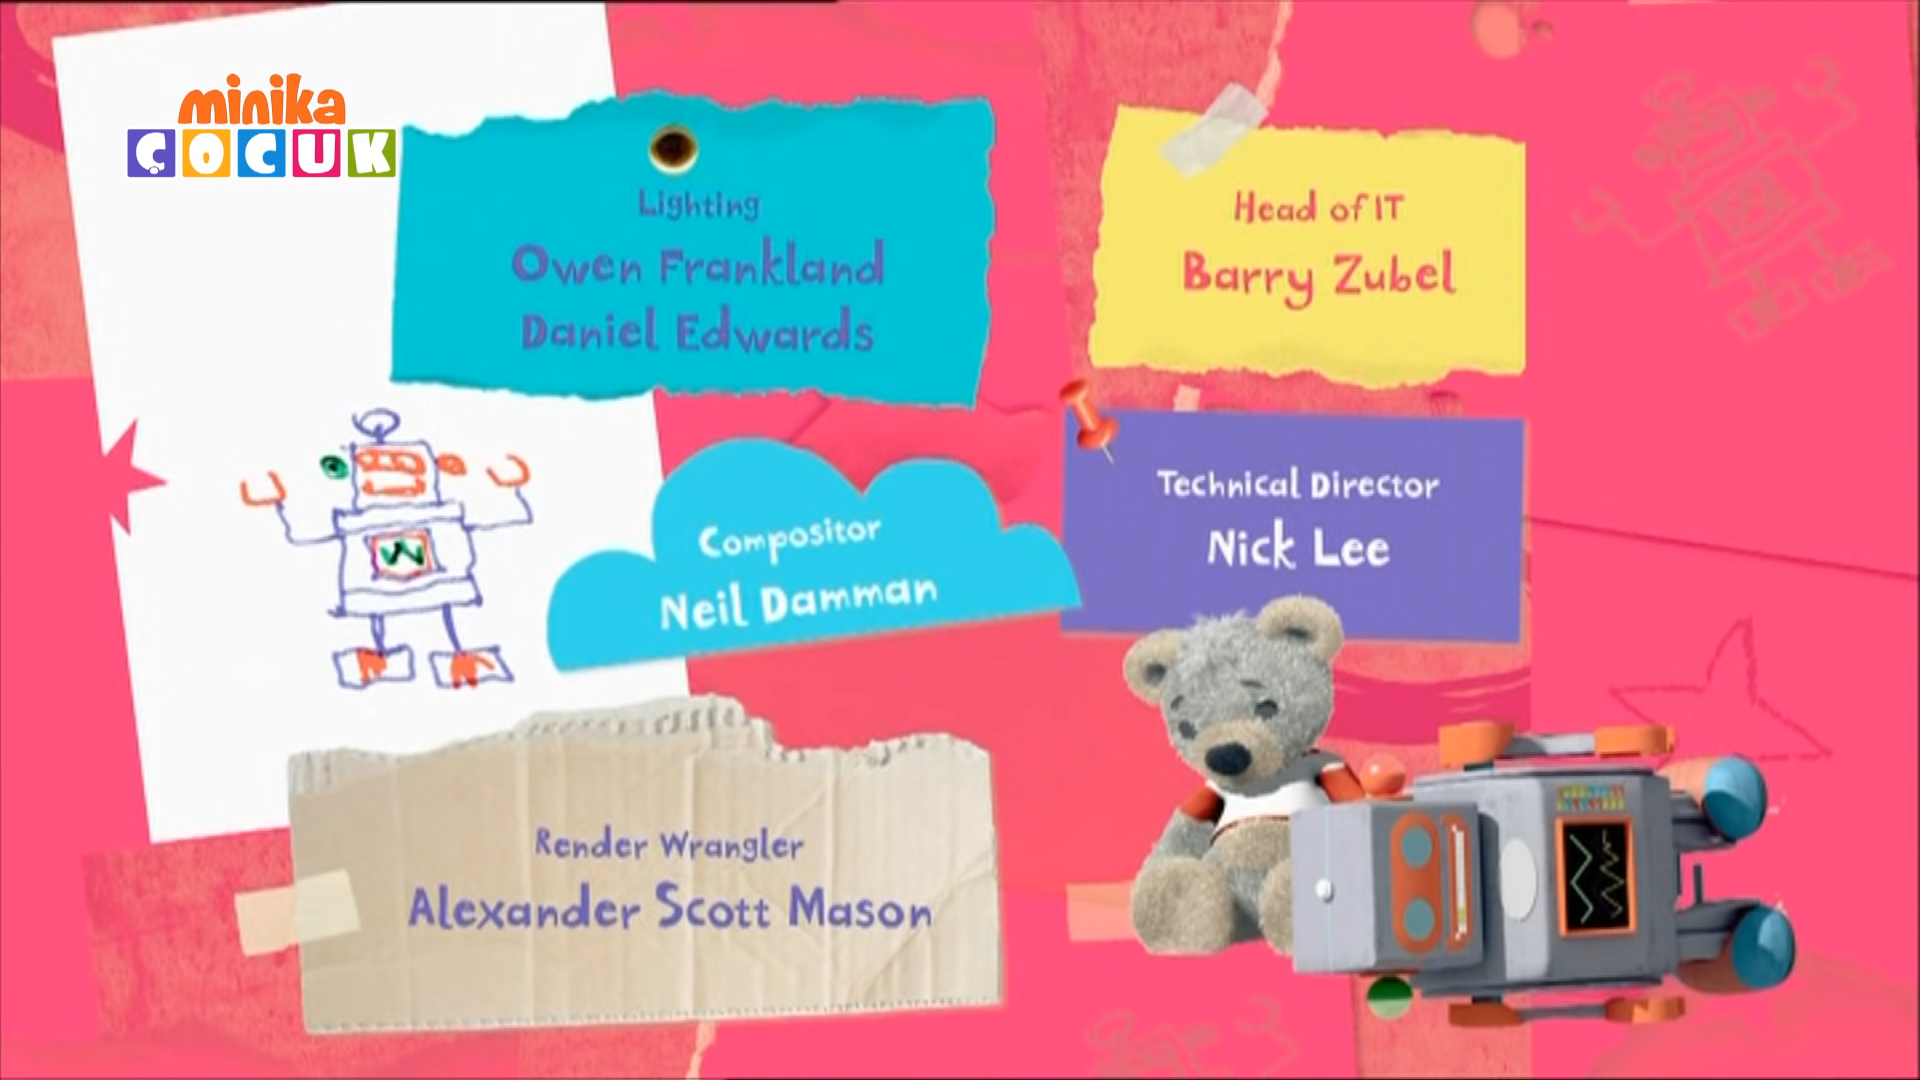 minika
ÇOCUK
Lighting
Owen Frankland
Daniel Edwards
Head of IT
Barry Zubel
Technical Director
Nick Lee
Compositor
Neil Damman
Render Wrangler
Alexander Scott Mason